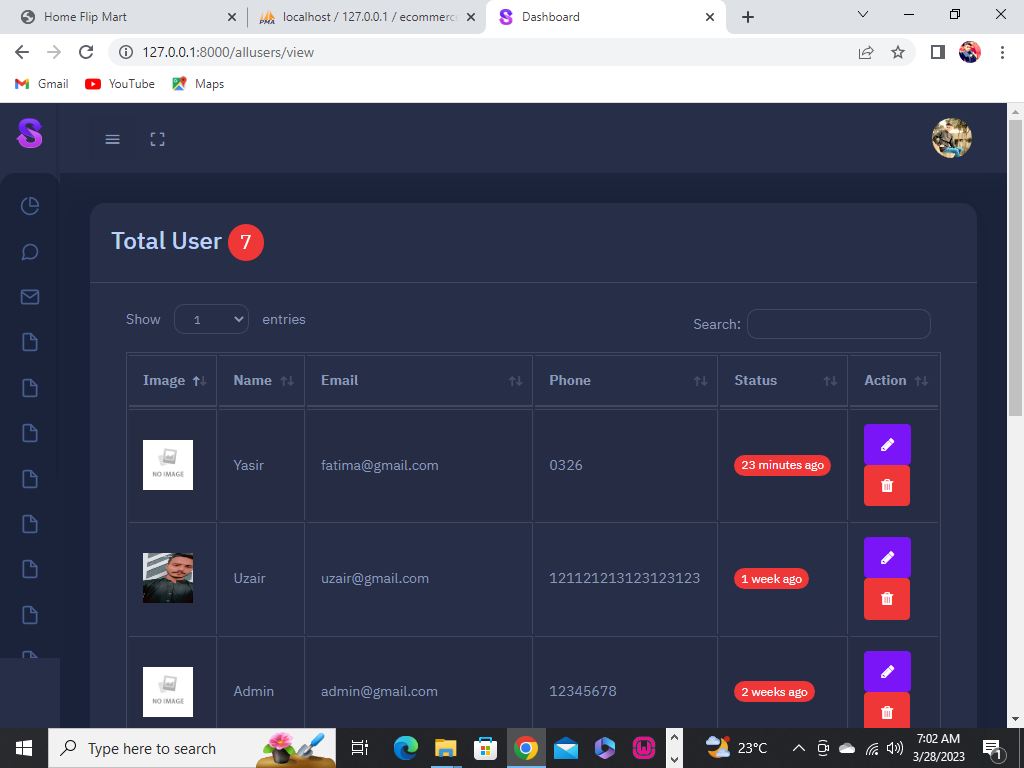 Home Flip Mart
localhost / 127.0.0.1 / ecommerc
Dashboard
127.0.0.1:8000/allusers/view
Gmail
YouTube
Maps
S
Total User 7
Show 1 entries
Search:
Image
Name
Email
Phone
Status
Action
NO IMAGE
Yasir
fatima@gmail.com
0326
23 minutes ago
Uzair
uzair@gmail.com
121121213123123123
1 week ago
NO IMAGE
Admin
admin@gmail.com
12345678
2 weeks ago
Type here to search
23°C
7:02 AM
3/28/2023
1